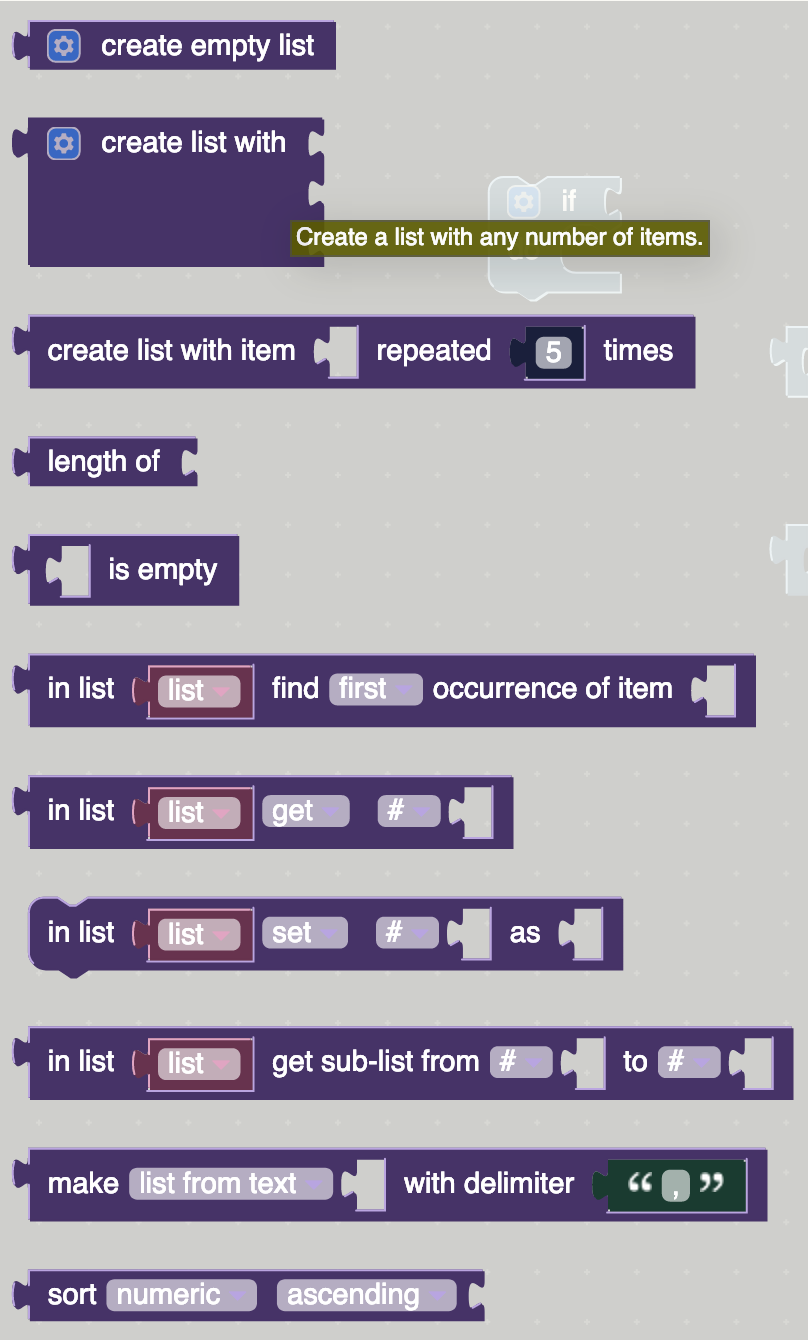 create empty list
create list with
if
Create a list with any number of items.
create list with item repeated 5 times
length of
is empty
in list list find first occurrence of item
in list list get #
in list list set # as
in list list get sub-list from # to #
make list from text with delimiter “ , ”
sort numeric ascending